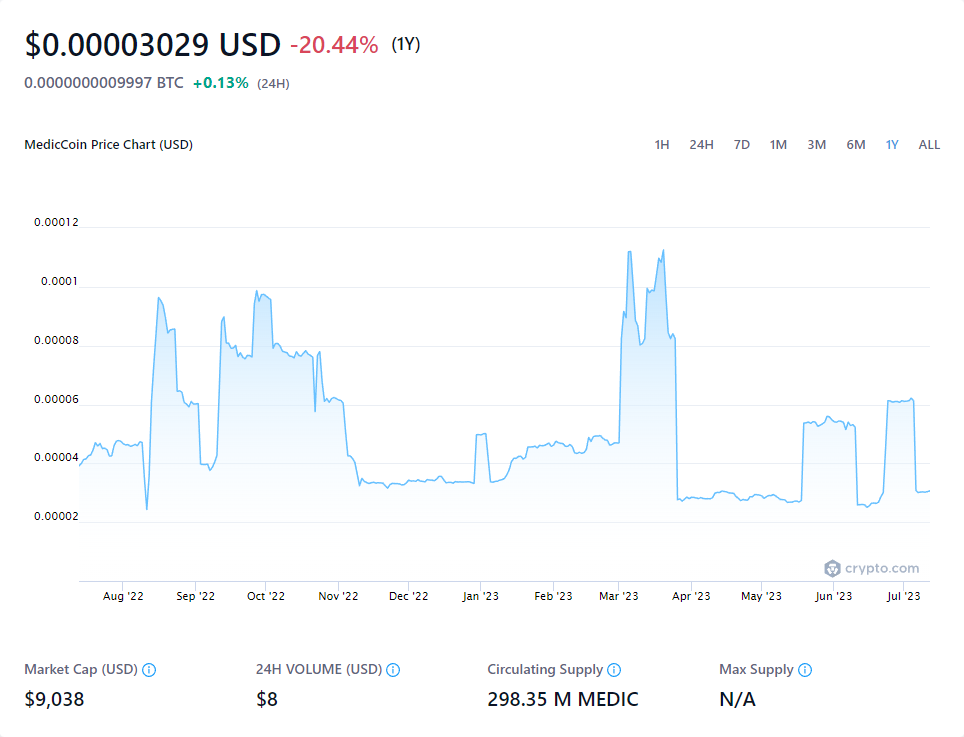 $0.00003029 USD -20.44% (1Y)
0.0000000009997 BTC +0.13% (24H)
MedicCoin Price Chart (USD) 1H 24H 7D 1M 3M 6M 1Y ALL
0.00012
0.0001
0.00008
0.00006
0.00004
0.00002
crypto.com
Aug '22 Sep '22 Oct '22 Nov '22 Dec '22 Jan '23 Feb '23 Mar '23 Apr '23 May '23 Jun '23 Jul '23
Market Cap (USD) 24H VOLUME (USD) Circulating Supply Max Supply
$9,038 $8 298.35 M MEDIC N/A